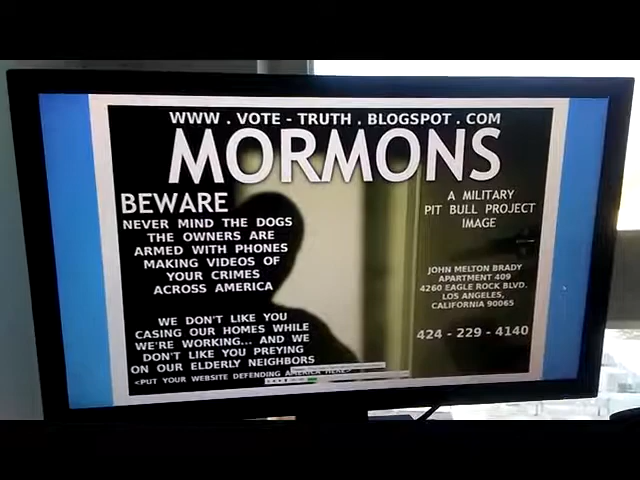 WWW . VOTE - TRUTH . BLOGSPOT . COM
MORMONS
BEWARE
NEVER MIND THE DOGS
THE OWNERS ARE
ARMED WITH PHONES
MAKING VIDEOS OF
YOUR CRIMES
ACROSS AMERICA
WE DON'T LIKE YOU
CASING OUR HOMES WHILE
WE'RE WORKING... AND WE
DON'T LIKE YOU PREYING
ON OUR ELDERLY NEIGHBORS
<PUT YOUR WEBSITE DEFENDING AMERICA HERE>
A MILITARY
PIT BULL PROJECT
IMAGE
JOHN MELTON BRADY
APARTMENT 409
4260 EAGLE ROCK BLVD.
LOS ANGELES,
CALIFORNIA 90065
424 - 229 - 4140